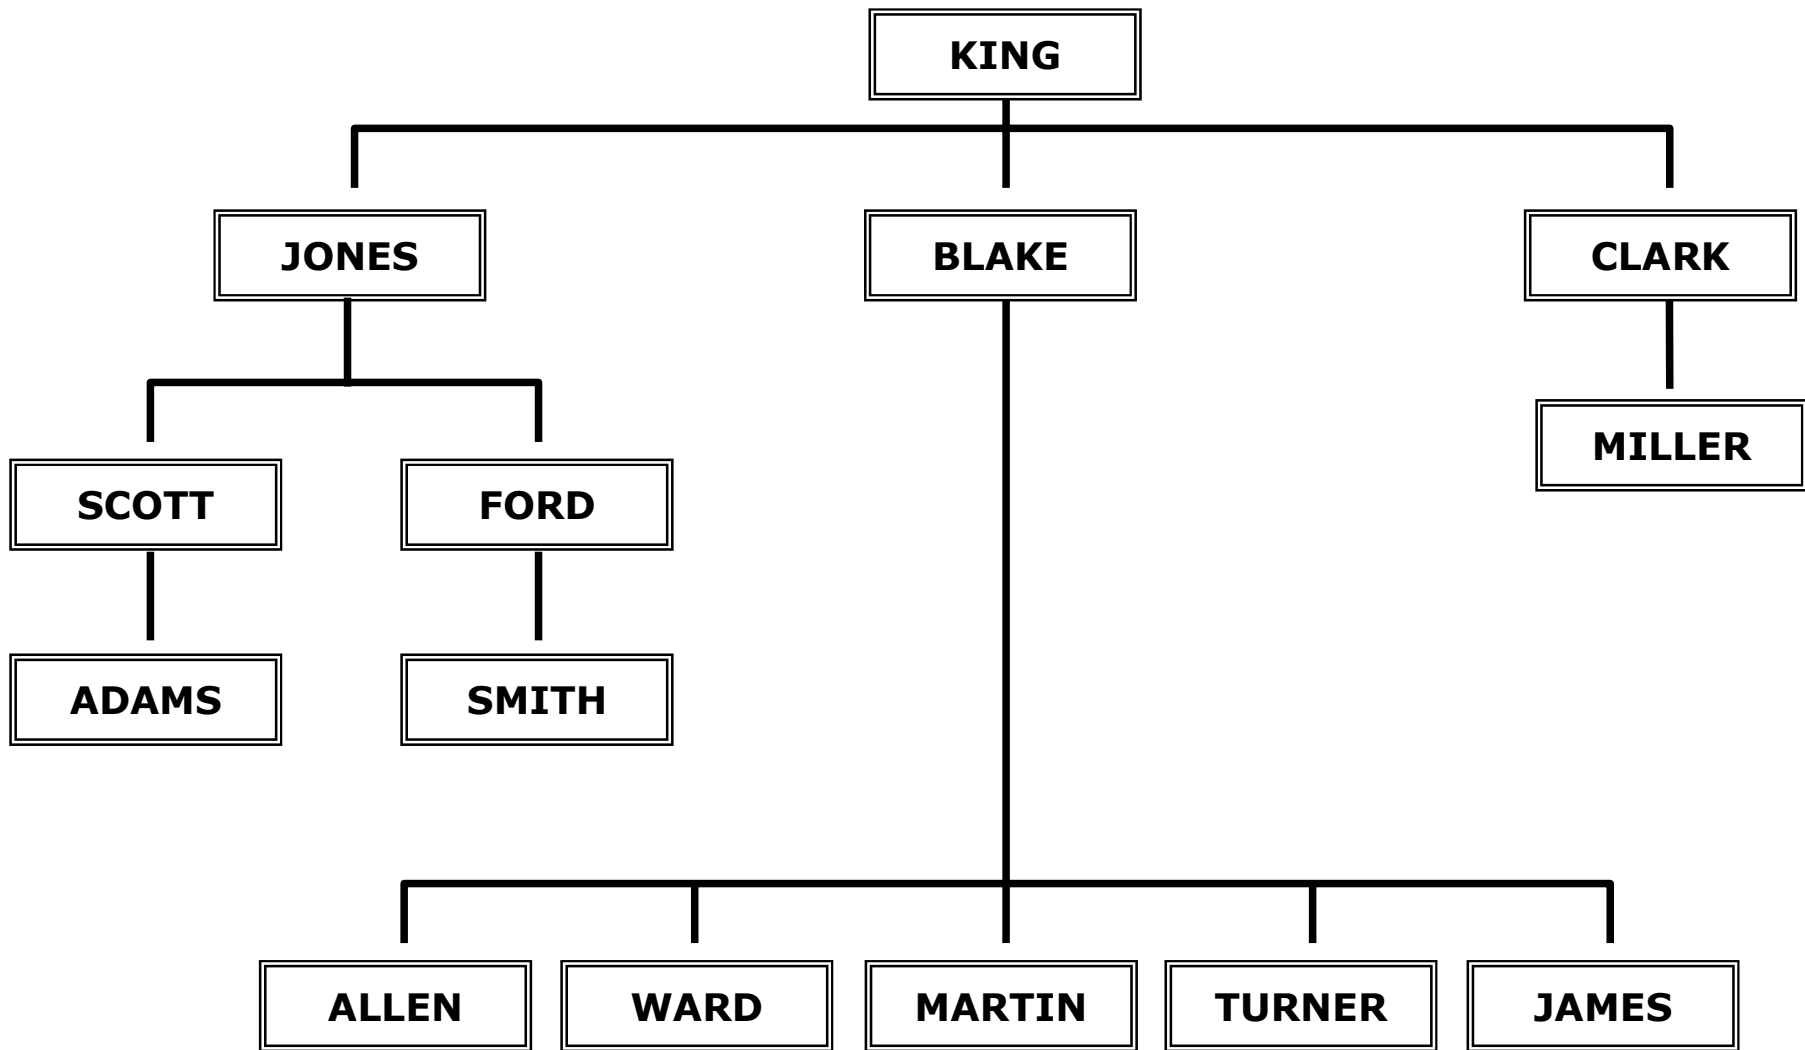 KING
JONES
BLAKE
CLARK
MILLER
SCOTT
FORD
ADAMS
SMITH
ALLEN
WARD
MARTIN
TURNER
JAMES